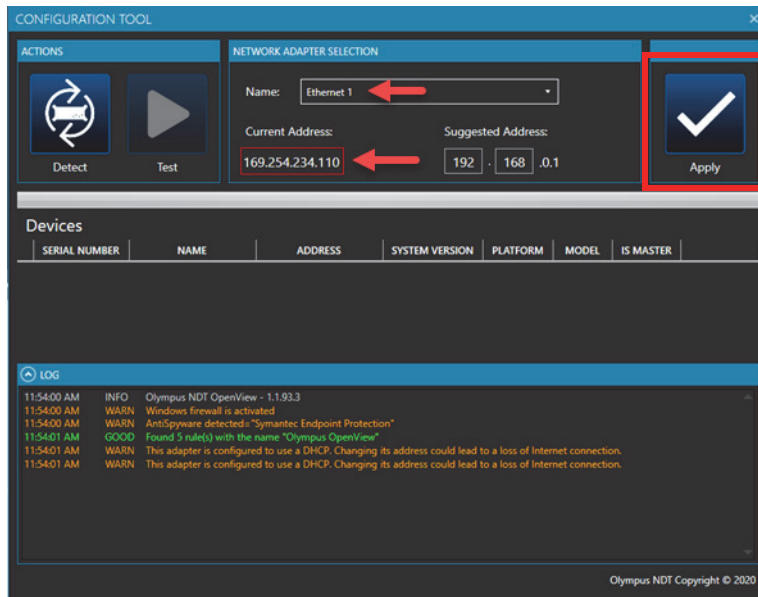 CONFIGURATION TOOL
ACTIONS
NETWORK ADAPTER SELECTION
Detect
Test
Name: Ethernet 1
Current Address: Suggested Address:
169.254.234.110 192 . 168 .0.1
Apply
Devices
SERIAL NUMBER NAME ADDRESS SYSTEM VERSION PLATFORM MODEL IS MASTER
LOG
11:54:00 AM INFO Olympus NDT OpenView - 1.1.93.3
11:54:00 AM WARN Windows firewall is activated
11:54:00 AM WARN AntiSpyware detected="Symantec Endpoint Protection"
11:54:01 AM GOOD Found 5 rule(s) with the name "Olympus OpenView"
11:54:01 AM WARN This adapter is configured to use a DHCP. Changing its address could lead to a loss of Internet connection.
11:54:01 AM WARN This adapter is configured to use a DHCP. Changing its address could lead to a loss of Internet connection.
Olympus NDT Copyright © 2020